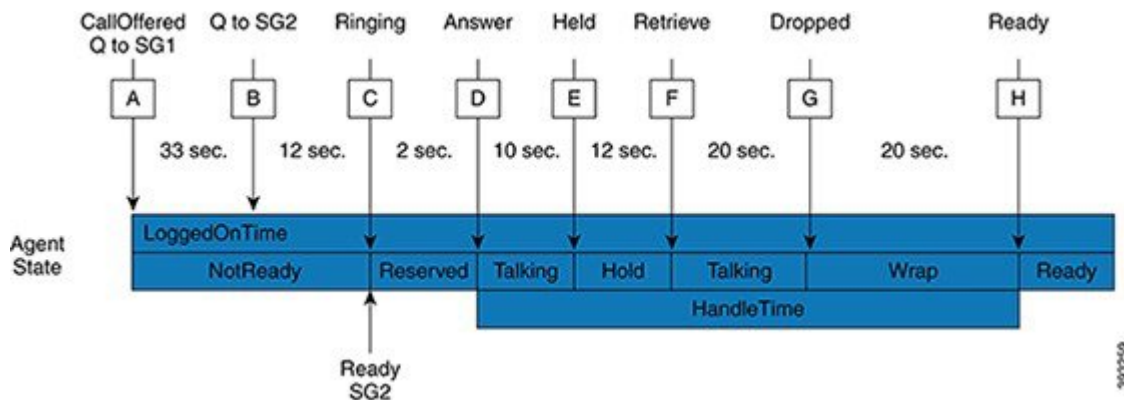 CallOffered Q to SG2 Ringing Answer Held Retrieve Dropped Ready
Q to SG1
A B C D E F G H
33 sec. 12 sec. 2 sec. 10 sec. 12 sec. 20 sec. 20 sec.
Agent
State
LoggedOnTime
NotReady Reserved Talking Hold Talking Wrap Ready
HandleTime
Ready
SG2